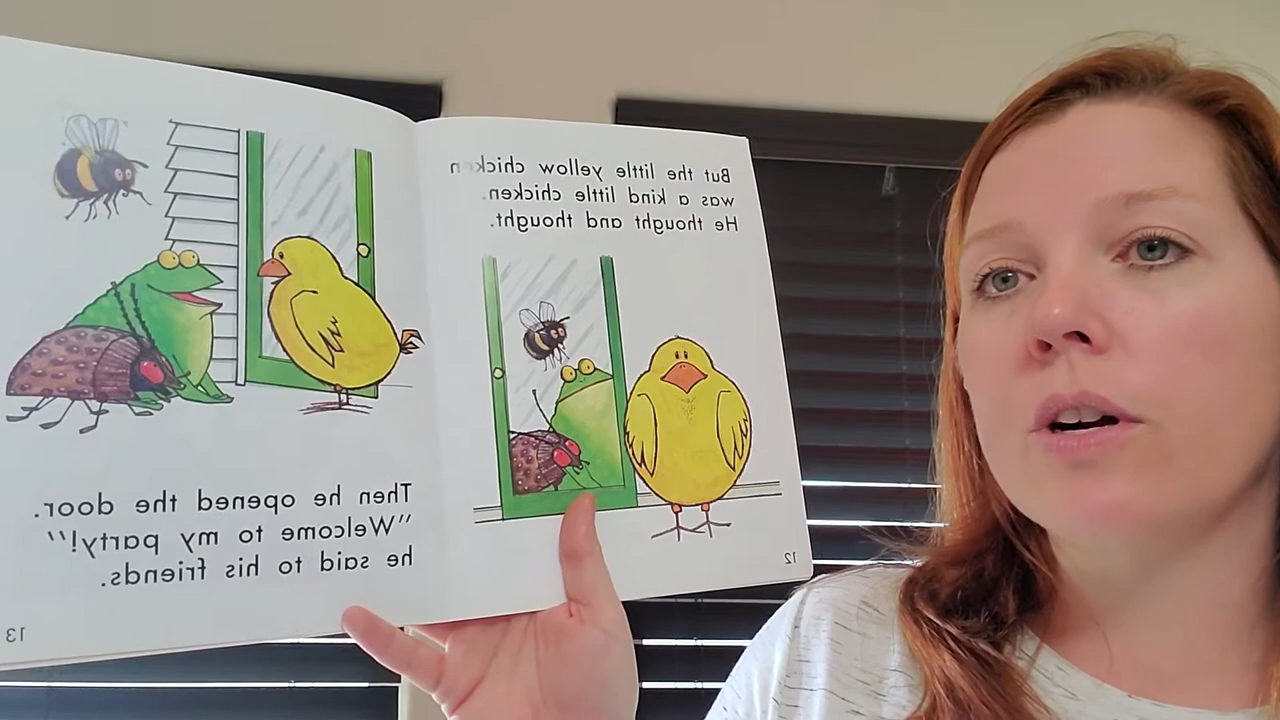 But the little yellow chicken
was a kind little chicken.
He thought and thought.
12
Then he opened the door.
"Welcome to my party!"
he said to his friends.
13